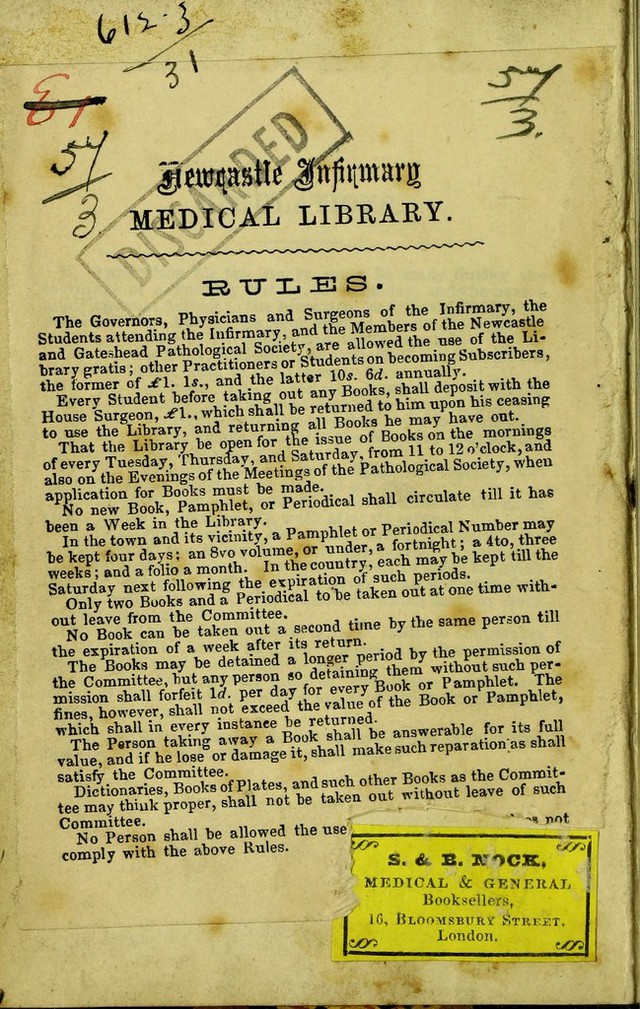 612.3
31
E1
57
3
57
3.
DISCARDED
Newcastle Infirmary
MEDICAL LIBRARY.
RULES.
The Governors, Physicians and Surgeons of the Infirmary, the
Students attending the Infirmary, and the Members of the Newcastle
and Gateshead Pathological Society, are allowed the use of the Li-
brary gratis; other Practitioners or Students on becoming Subscribers,
the former of £1. 1s., and the latter 10s. 6d. annually.
Every Student before taking out any Books, shall deposit with the
House Surgeon, £1., which shall be returned to him upon his ceasing
to use the Library, and returning all Books he may have out.
That the Library be open for the issue of Books on the mornings
of every Tuesday, Thursday, and Saturday, from 11 to 12 o'clock, and
also on the Evenings of the Meetings of the Pathological Society, when
application for Books must be made.
No new Book, Pamphlet, or Periodical shall circulate till it has
been a Week in the Library.
In the town and its vicinity, a Pamphlet or Periodical Number may
be kept four days; an 8vo volume, or under, a fortnight; a 4to, three
weeks; and a folio a month. In the country, each may be kept till the
Saturday next following the expiration of such periods.
Only two Books and a Periodical to be taken out at one time with-
out leave from the Committee.
No Book can be taken out a second time by the same person till
the expiration of a week after its return.
The Books may be detained a longer period by the permission of
the Committee, but any person so detaining them without such per-
mission shall forfeit 1d. per day for every Book or Pamphlet. The
fines, however, shall not exceed the value of the Book or Pamphlet,
which shall in every instance be returned.
The Person taking away a Book shall be answerable for its full
value, and if he lose or damage it, shall make such reparation as shall
satisfy the Committee.
Dictionaries, Books of Plates, and such other Books as the Commit-
tee may think proper, shall not be taken out without leave of such
Committee.
No Person shall be allowed the use not
comply with the above Rules.
S. & B. NOCK,
MEDICAL & GENERAL
Booksellers,
16, BLOOMSBURY STREET,
London.